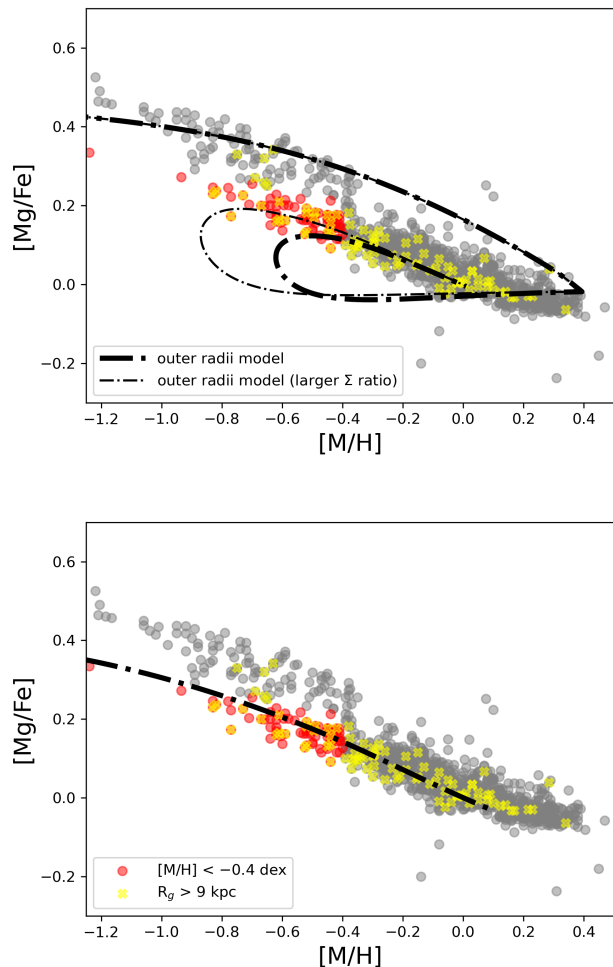 0.6
0.4
0.2
0.0
−0.2
[Mg/Fe]
outer radii model
outer radii model (larger Σ ratio)
−1.2 −1.0 −0.8 −0.6 −0.4 −0.2 0.0 0.2 0.4
[M/H]
0.6
0.4
0.2
0.0
−0.2
[Mg/Fe]
[M/H] < −0.4 dex
R_g > 9 kpc
−1.2 −1.0 −0.8 −0.6 −0.4 −0.2 0.0 0.2 0.4
[M/H]